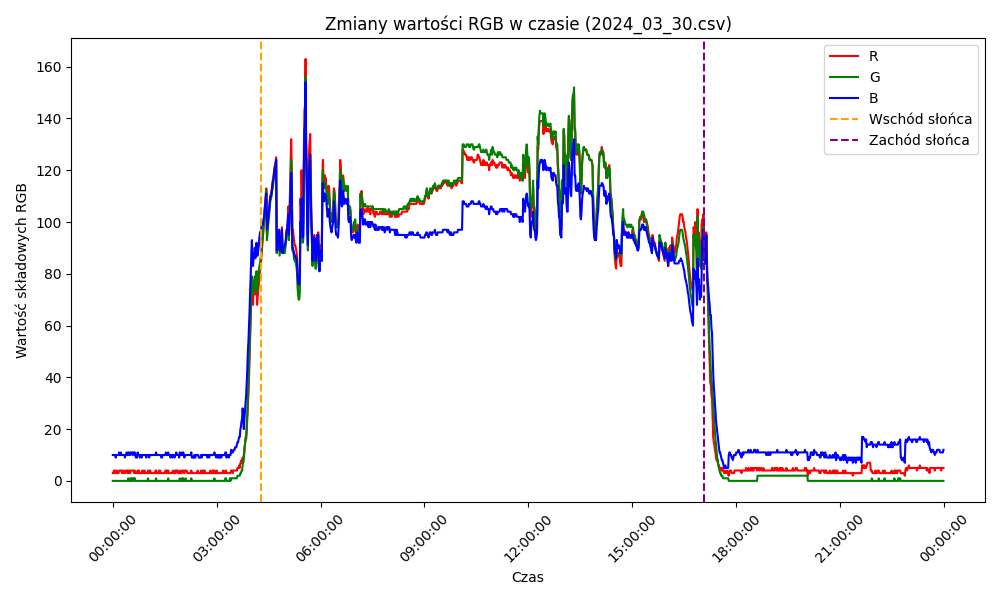 Zmiany wartości RGB w czasie (2024_03_30.csv)
Wartość składowych RGB
160
140
120
100
80
60
40
20
0
R
G
B
Wschód słońca
Zachód słońca
00:00:00
03:00:00
06:00:00
09:00:00
12:00:00
15:00:00
18:00:00
21:00:00
00:00:00
Czas